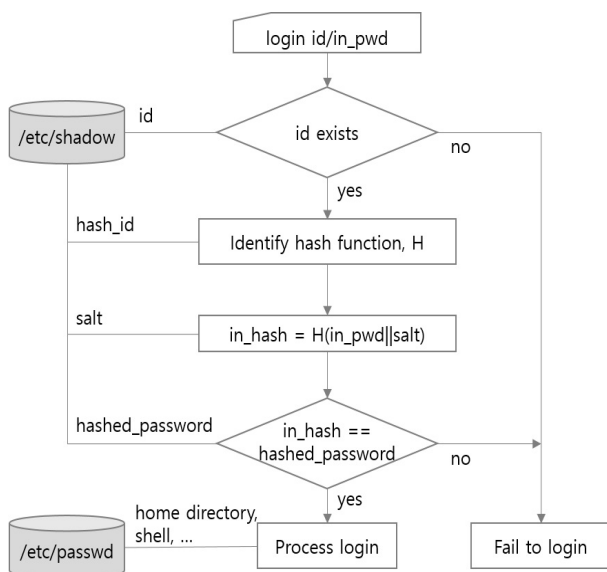 login id/in_pwd
/etc/shadow
id
id exists
no
yes
hash_id
Identify hash function, H
salt
in_hash = H(in_pwd||salt)
hashed_password
in_hash ==
hashed_password
no
yes
home directory,
shell, ...
/etc/passwd
Process login
Fail to login